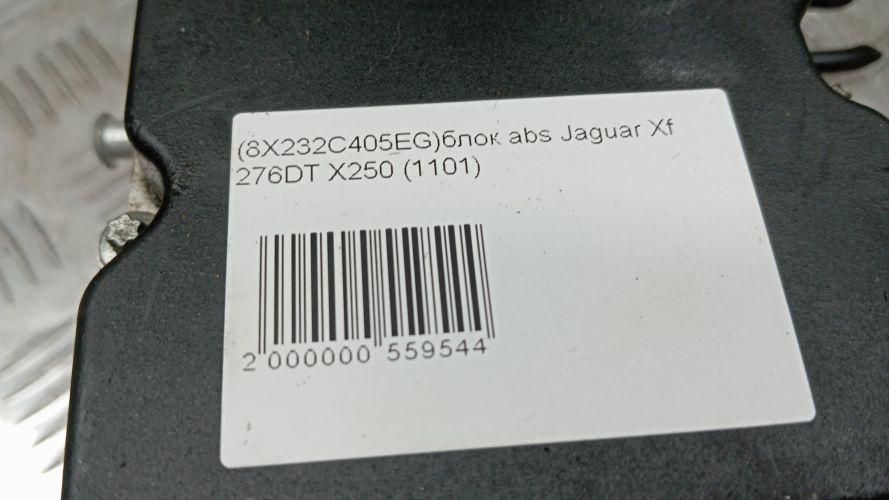 (8X232C405EG)блок abs Jaguar Xf
276DT X250 (1101)
2 000000 559544